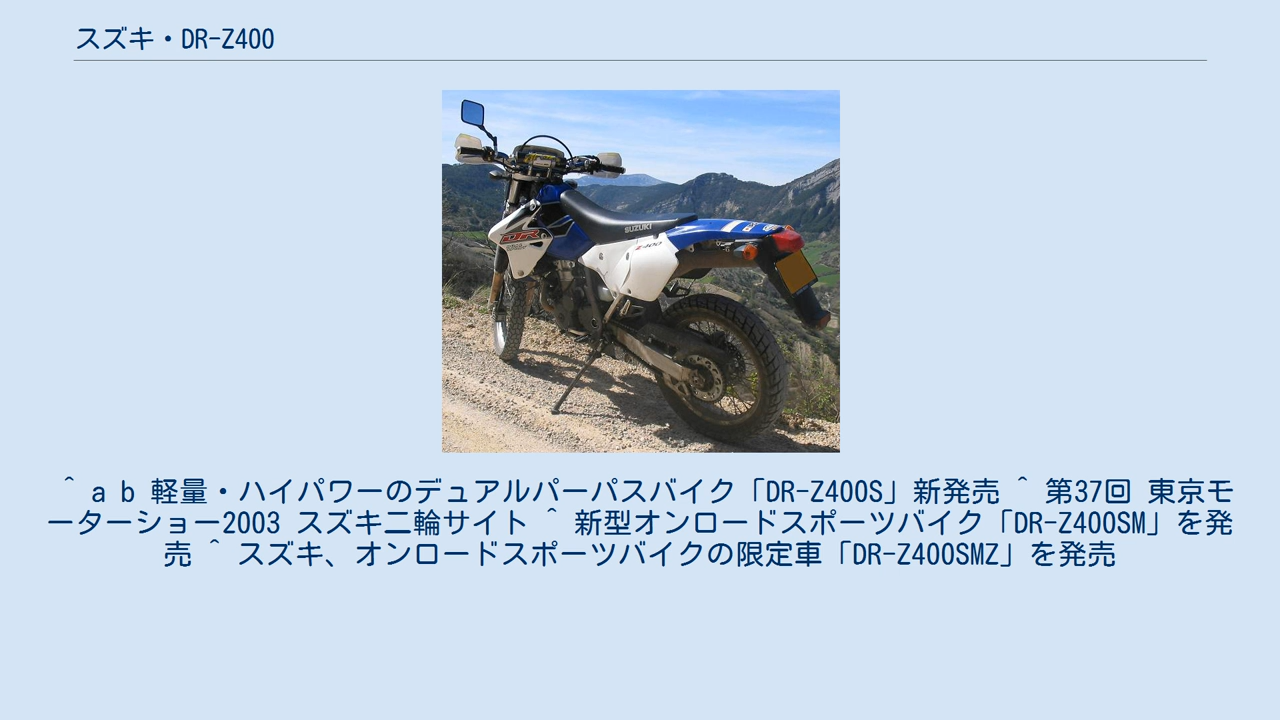 スズキ・DR-Z400
DR
SUZUKI
Z400
＾ a b 軽量・ハイパワーのデュアルパーパスバイク「DR-Z400S」新発売 ＾ 第37回 東京モ
ーターショー2003 スズキ二輪サイト ＾ 新型オンロードスポーツバイク「DR-Z400SM」を発
売 ＾ スズキ、オンロードスポーツバイクの限定車「DR-Z400SMZ」を発売